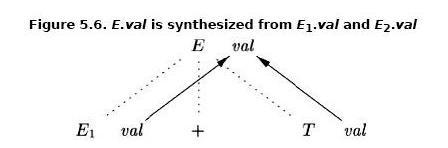 Figure 5.6. E.val is synthesized from E₁.val and E₂.val
E val
E₁ val + T val